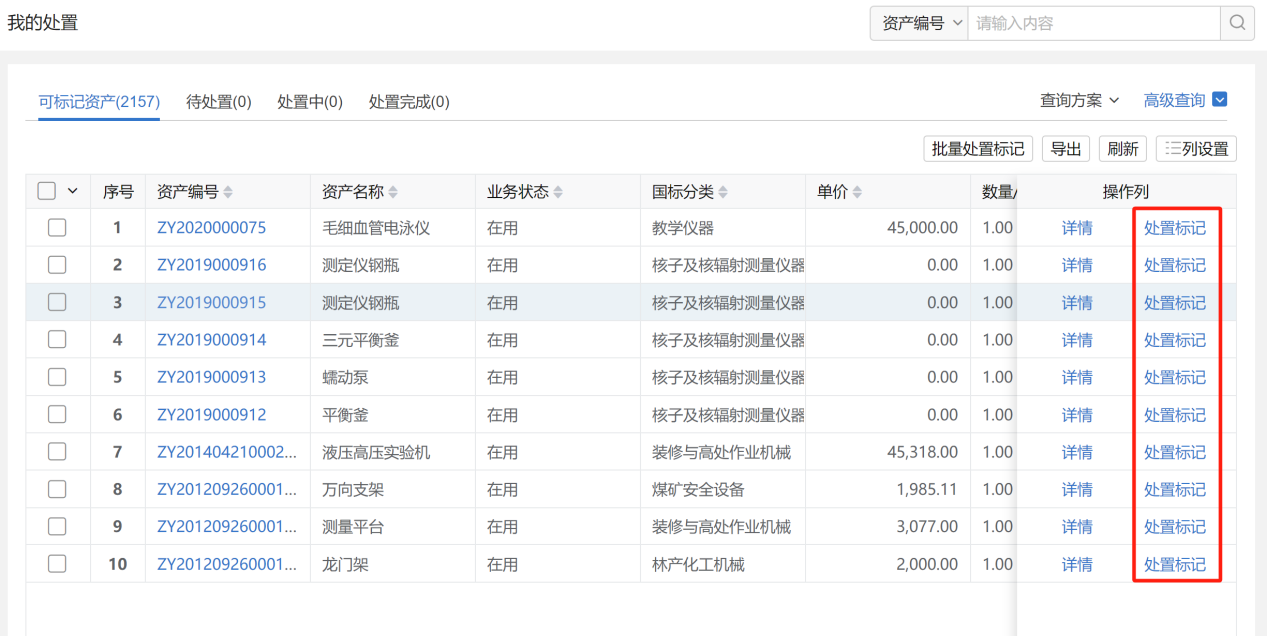 我的处置
资产编号 请输入内容
可标记资产(2157) 待处置(0) 处置中(0) 处置完成(0) 查询方案 高级查询
批量处置标记 导出 刷新 列设置
序号 资产编号 资产名称 业务状态 国标分类 单价 数量/ 操作列
1 ZY2020000075 毛细血管电泳仪 在用 教学仪器 45,000.00 1.00 详情 处置标记
2 ZY2019000916 测定仪钢瓶 在用 核子及核辐射测量仪器 0.00 1.00 详情 处置标记
3 ZY2019000915 测定仪钢瓶 在用 核子及核辐射测量仪器 0.00 1.00 详情 处置标记
4 ZY2019000914 三元平衡釜 在用 核子及核辐射测量仪器 0.00 1.00 详情 处置标记
5 ZY2019000913 蠕动泵 在用 核子及核辐射测量仪器 0.00 1.00 详情 处置标记
6 ZY2019000912 平衡釜 在用 核子及核辐射测量仪器 0.00 1.00 详情 处置标记
7 ZY201404210002... 液压高压实验机 在用 装修与高处作业机械 45,318.00 1.00 详情 处置标记
8 ZY201209260001... 万向支架 在用 煤矿安全设备 1,985.11 1.00 详情 处置标记
9 ZY201209260001... 测量平台 在用 装修与高处作业机械 3,077.00 1.00 详情 处置标记
10 ZY201209260001... 龙门架 在用 林产化工机械 2,000.00 1.00 详情 处置标记